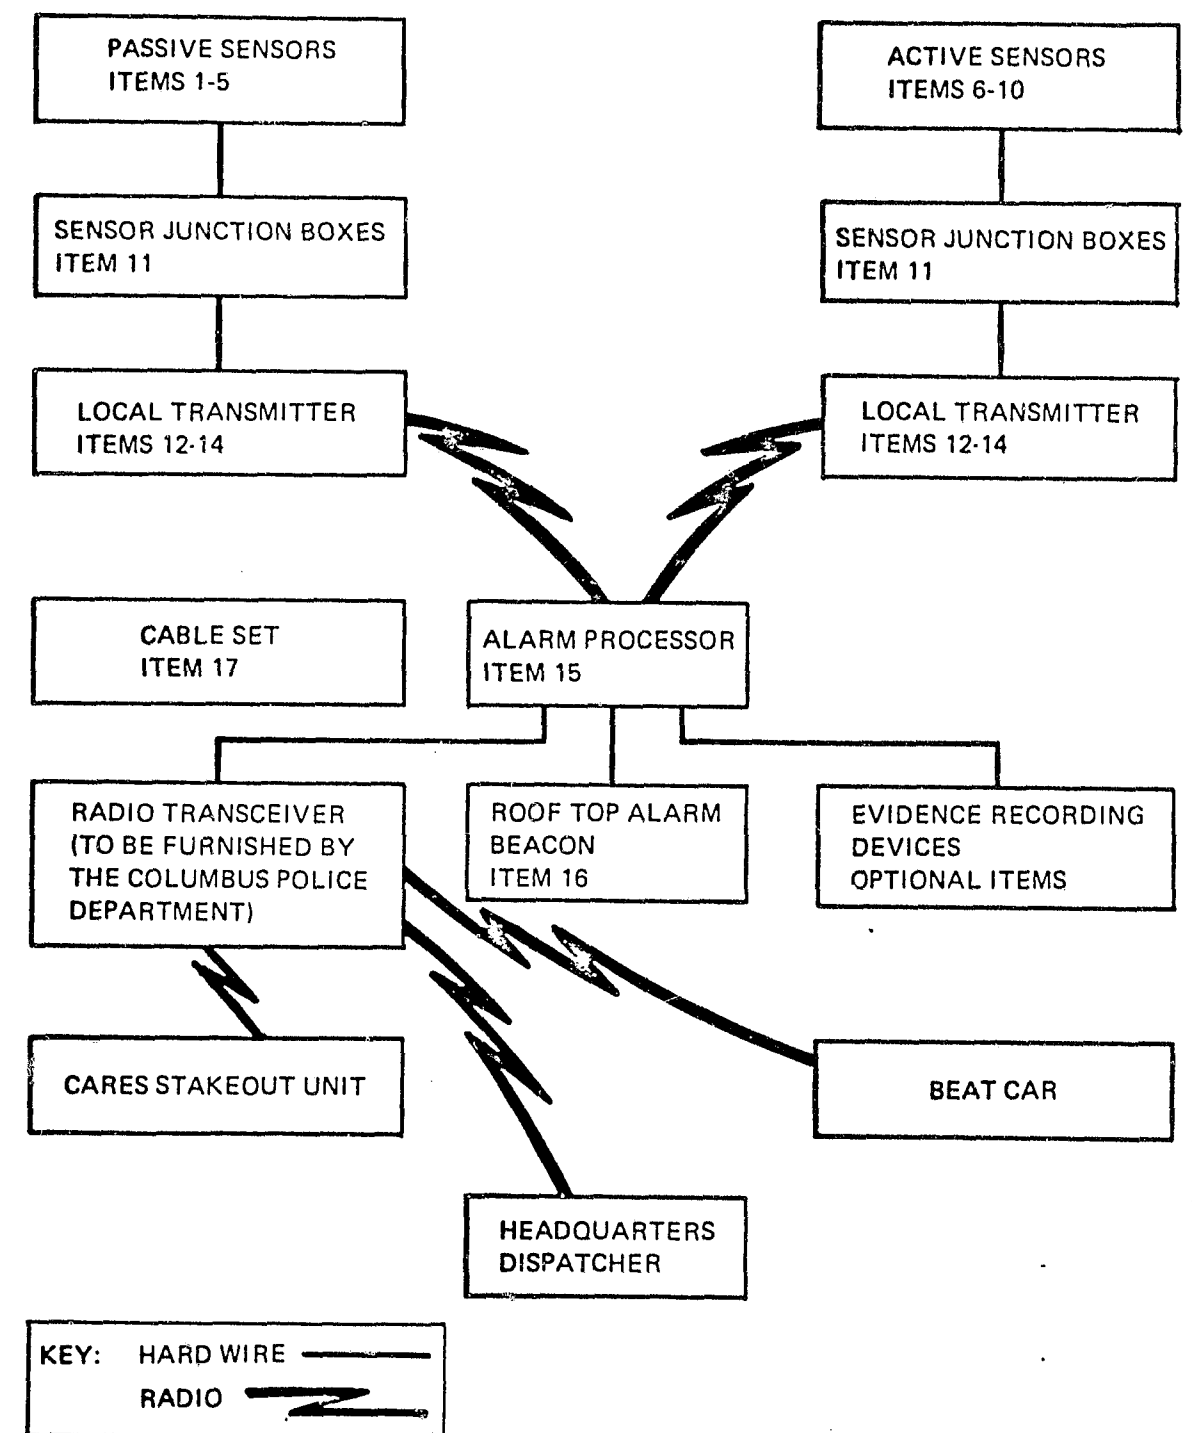 PASSIVE SENSORS
ITEMS 1-5
ACTIVE SENSORS
ITEMS 6-10
SENSOR JUNCTION BOXES
ITEM 11
SENSOR JUNCTION BOXES
ITEM 11
LOCAL TRANSMITTER
ITEMS 12-14
LOCAL TRANSMITTER
ITEMS 12-14
CABLE SET
ITEM 17
ALARM PROCESSOR
ITEM 15
RADIO TRANSCEIVER
(TO BE FURNISHED BY
THE COLUMBUS POLICE
DEPARTMENT)
ROOF TOP ALARM
BEACON
ITEM 16
EVIDENCE RECORDING
DEVICES
OPTIONAL ITEMS
CARES STAKEOUT UNIT
BEAT CAR
HEADQUARTERS
DISPATCHER
KEY: HARD WIRE
RADIO